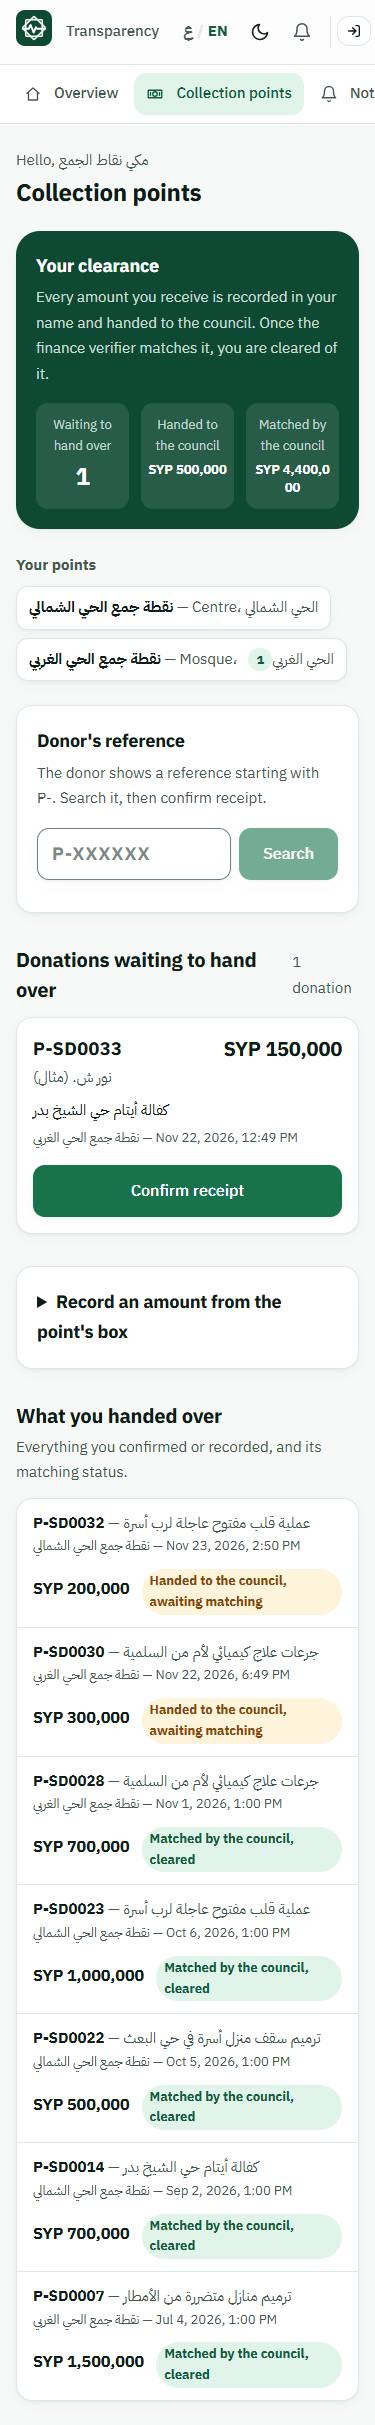 Transparency ع / EN
Overview Collection points Not
Hello, مكي نقاط الجمع
Collection points
Your clearance
Every amount you receive is recorded in your
name and handed to the council. Once the
finance verifier matches it, you are cleared of
it.
Waiting to
hand over
1
Handed to
the council
SYP 500,000
Matched by
the council
SYP 4,400,0
00
Your points
نقطة جمع الحي الشمالي — Centre، الحي الشمالي
نقطة جمع الحي الغربي — Mosque، الحي الغربي 1
Donor's reference
The donor shows a reference starting with
P-. Search it, then confirm receipt.
P-XXXXXX Search
Donations waiting to hand
over
1
donation
P-SD0033 SYP 150,000
نور ش. (مثال)
كفالة أيتام حي الشيخ بدر
نقطة جمع الحي الغربي — Nov 22, 2026, 12:49 PM
Confirm receipt
Record an amount from the
point's box
What you handed over
Everything you confirmed or recorded, and its
matching status.
P-SD0032 — عملية قلب مفتوح عاجلة لرب أسرة
نقطة جمع الحي الشمالي — Nov 23, 2026, 2:50 PM
SYP 200,000 Handed to the council,
awaiting matching
P-SD0030 — جرعات علاج كيميائي لأم من السلمية
نقطة جمع الحي الغربي — Nov 22, 2026, 6:49 PM
SYP 300,000 Handed to the council,
awaiting matching
P-SD0028 — جرعات علاج كيميائي لأم من السلمية
نقطة جمع الحي الغربي — Nov 1, 2026, 1:00 PM
SYP 700,000 Matched by the council,
cleared
P-SD0023 — عملية قلب مفتوح عاجلة لرب أسرة
نقطة جمع الحي الشمالي — Oct 6, 2026, 1:00 PM
SYP 1,000,000 Matched by the council,
cleared
P-SD0022 — ترميم سقف منزل أسرة في حي البعث
نقطة جمع الحي الشمالي — Oct 5, 2026, 1:00 PM
SYP 500,000 Matched by the council,
cleared
P-SD0014 — كفالة أيتام حي الشيخ بدر
نقطة جمع الحي الشمالي — Sep 2, 2026, 1:00 PM
SYP 700,000 Matched by the council,
cleared
P-SD0007 — ترميم منازل متضررة من الأمطار
نقطة جمع الحي الغربي — Jul 4, 2026, 1:00 PM
SYP 1,500,000 Matched by the council,
cleared